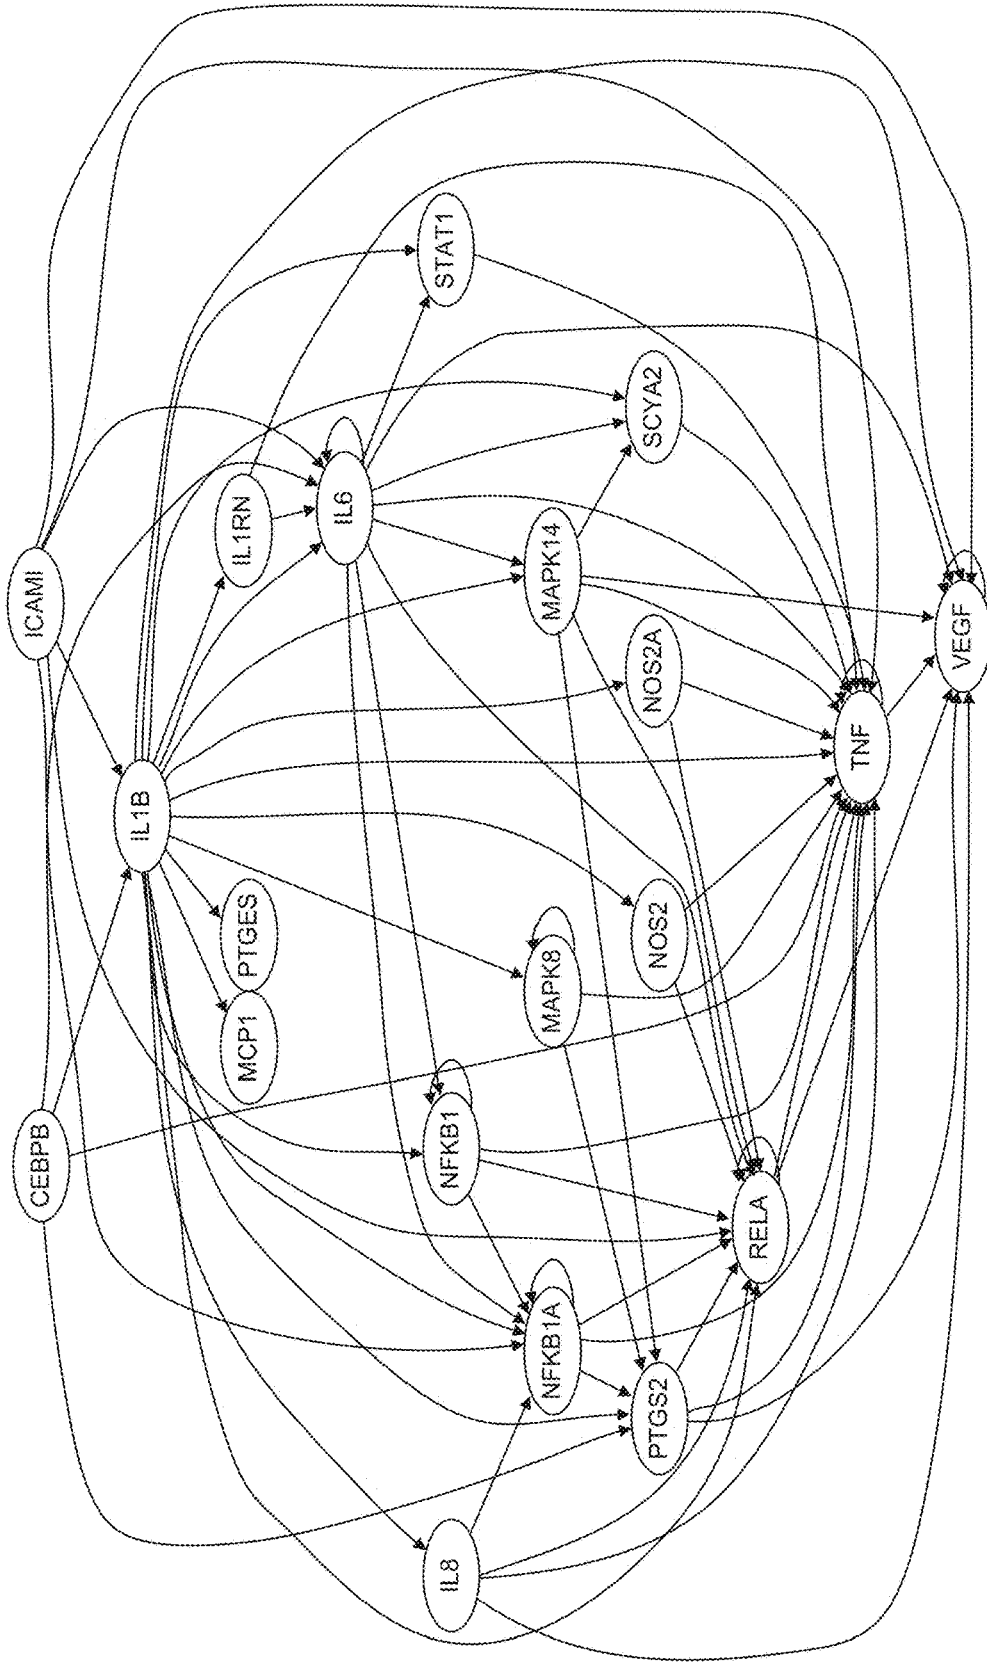 CEBPB
ICAMI
IL1B
MCP1
PTGES
IL1RN
IL6
STAT1
IL8
NFKB1
NFKB1A
MAPK8
MAPK14
PTGS2
NOS2
NOS2A
SCYA2
RELA
TNF
VEGF